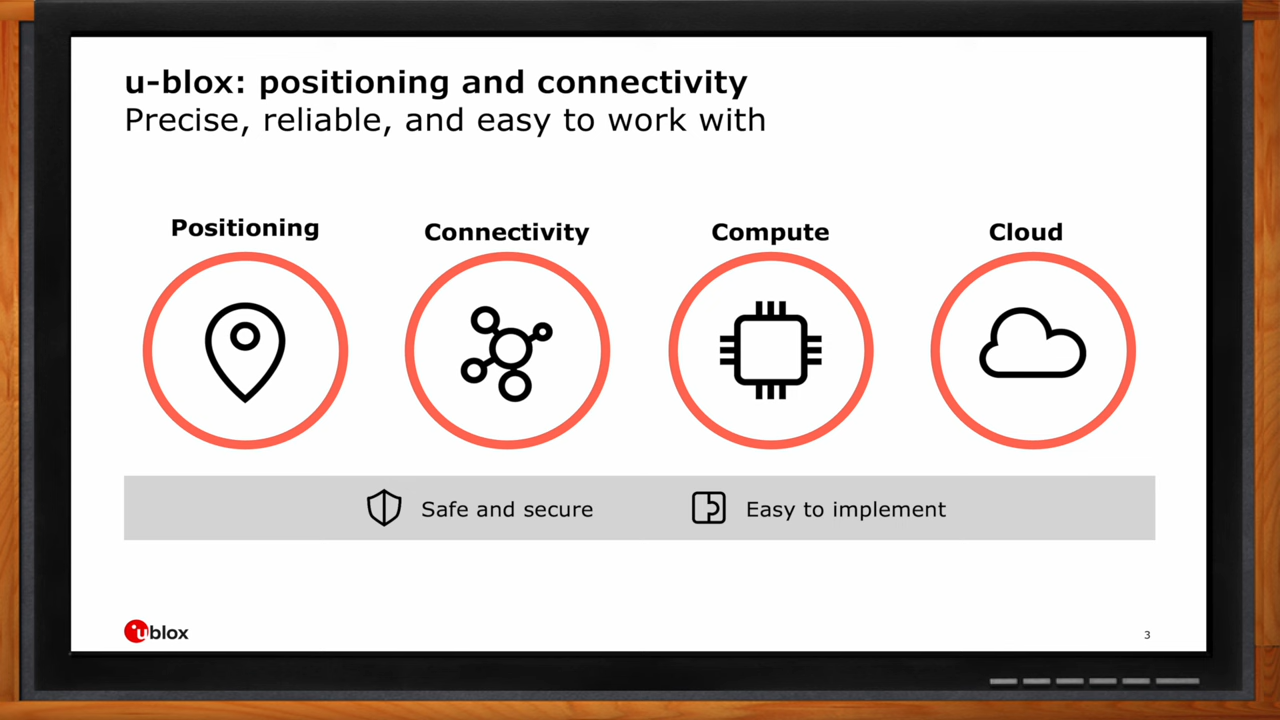 u-blox: positioning and connectivity
Precise, reliable, and easy to work with
Positioning
Connectivity
Compute
Cloud
Safe and secure
Easy to implement
ublox
3